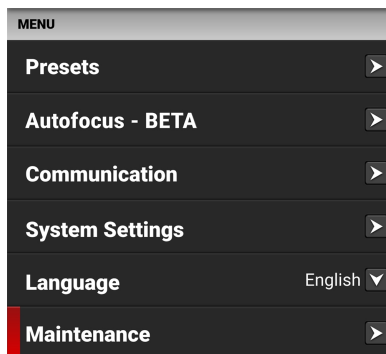 MENU
Presets
Autofocus - BETA
Communication
System Settings
Language English
Maintenance